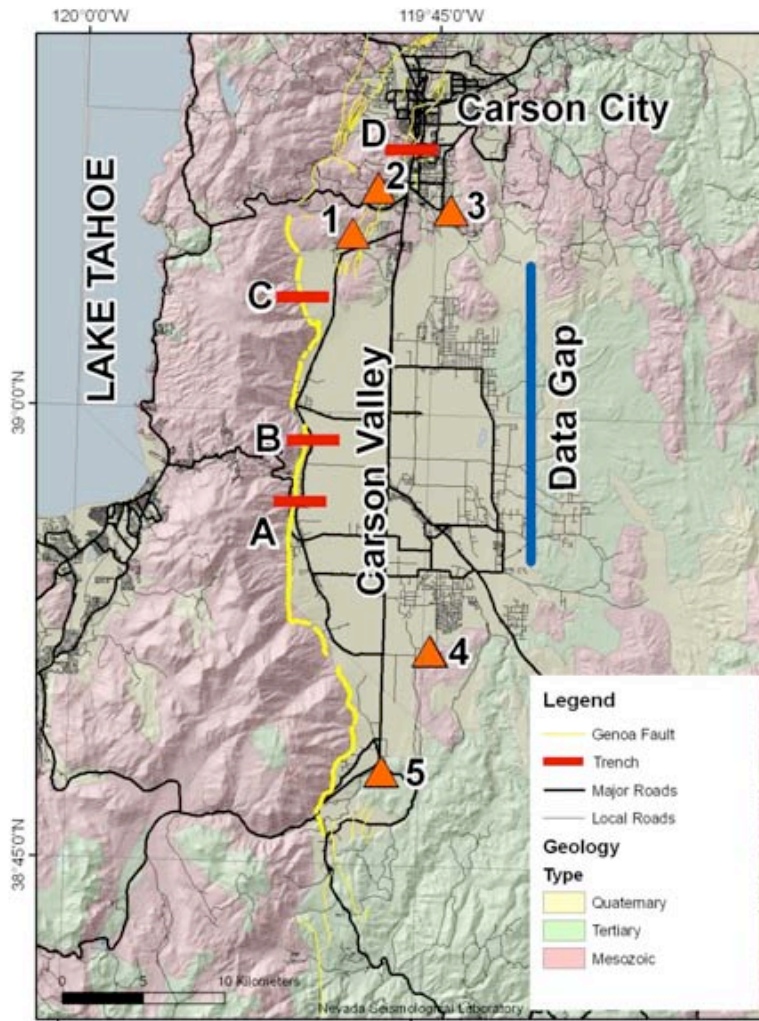 120°0'0"W
119°45'0"W
Carson City
D
2
3
1
LAKE TAHOE
C
39°0'0"N
B
Carson Valley
Data Gap
A
4
5
38°45'0"N
Legend
Genoa Fault
Trench
Major Roads
Local Roads
Geology
Type
Quaternary
Tertiary
Mesozoic
0 5 10 Kilometers
Nevada Seismological Laboratory